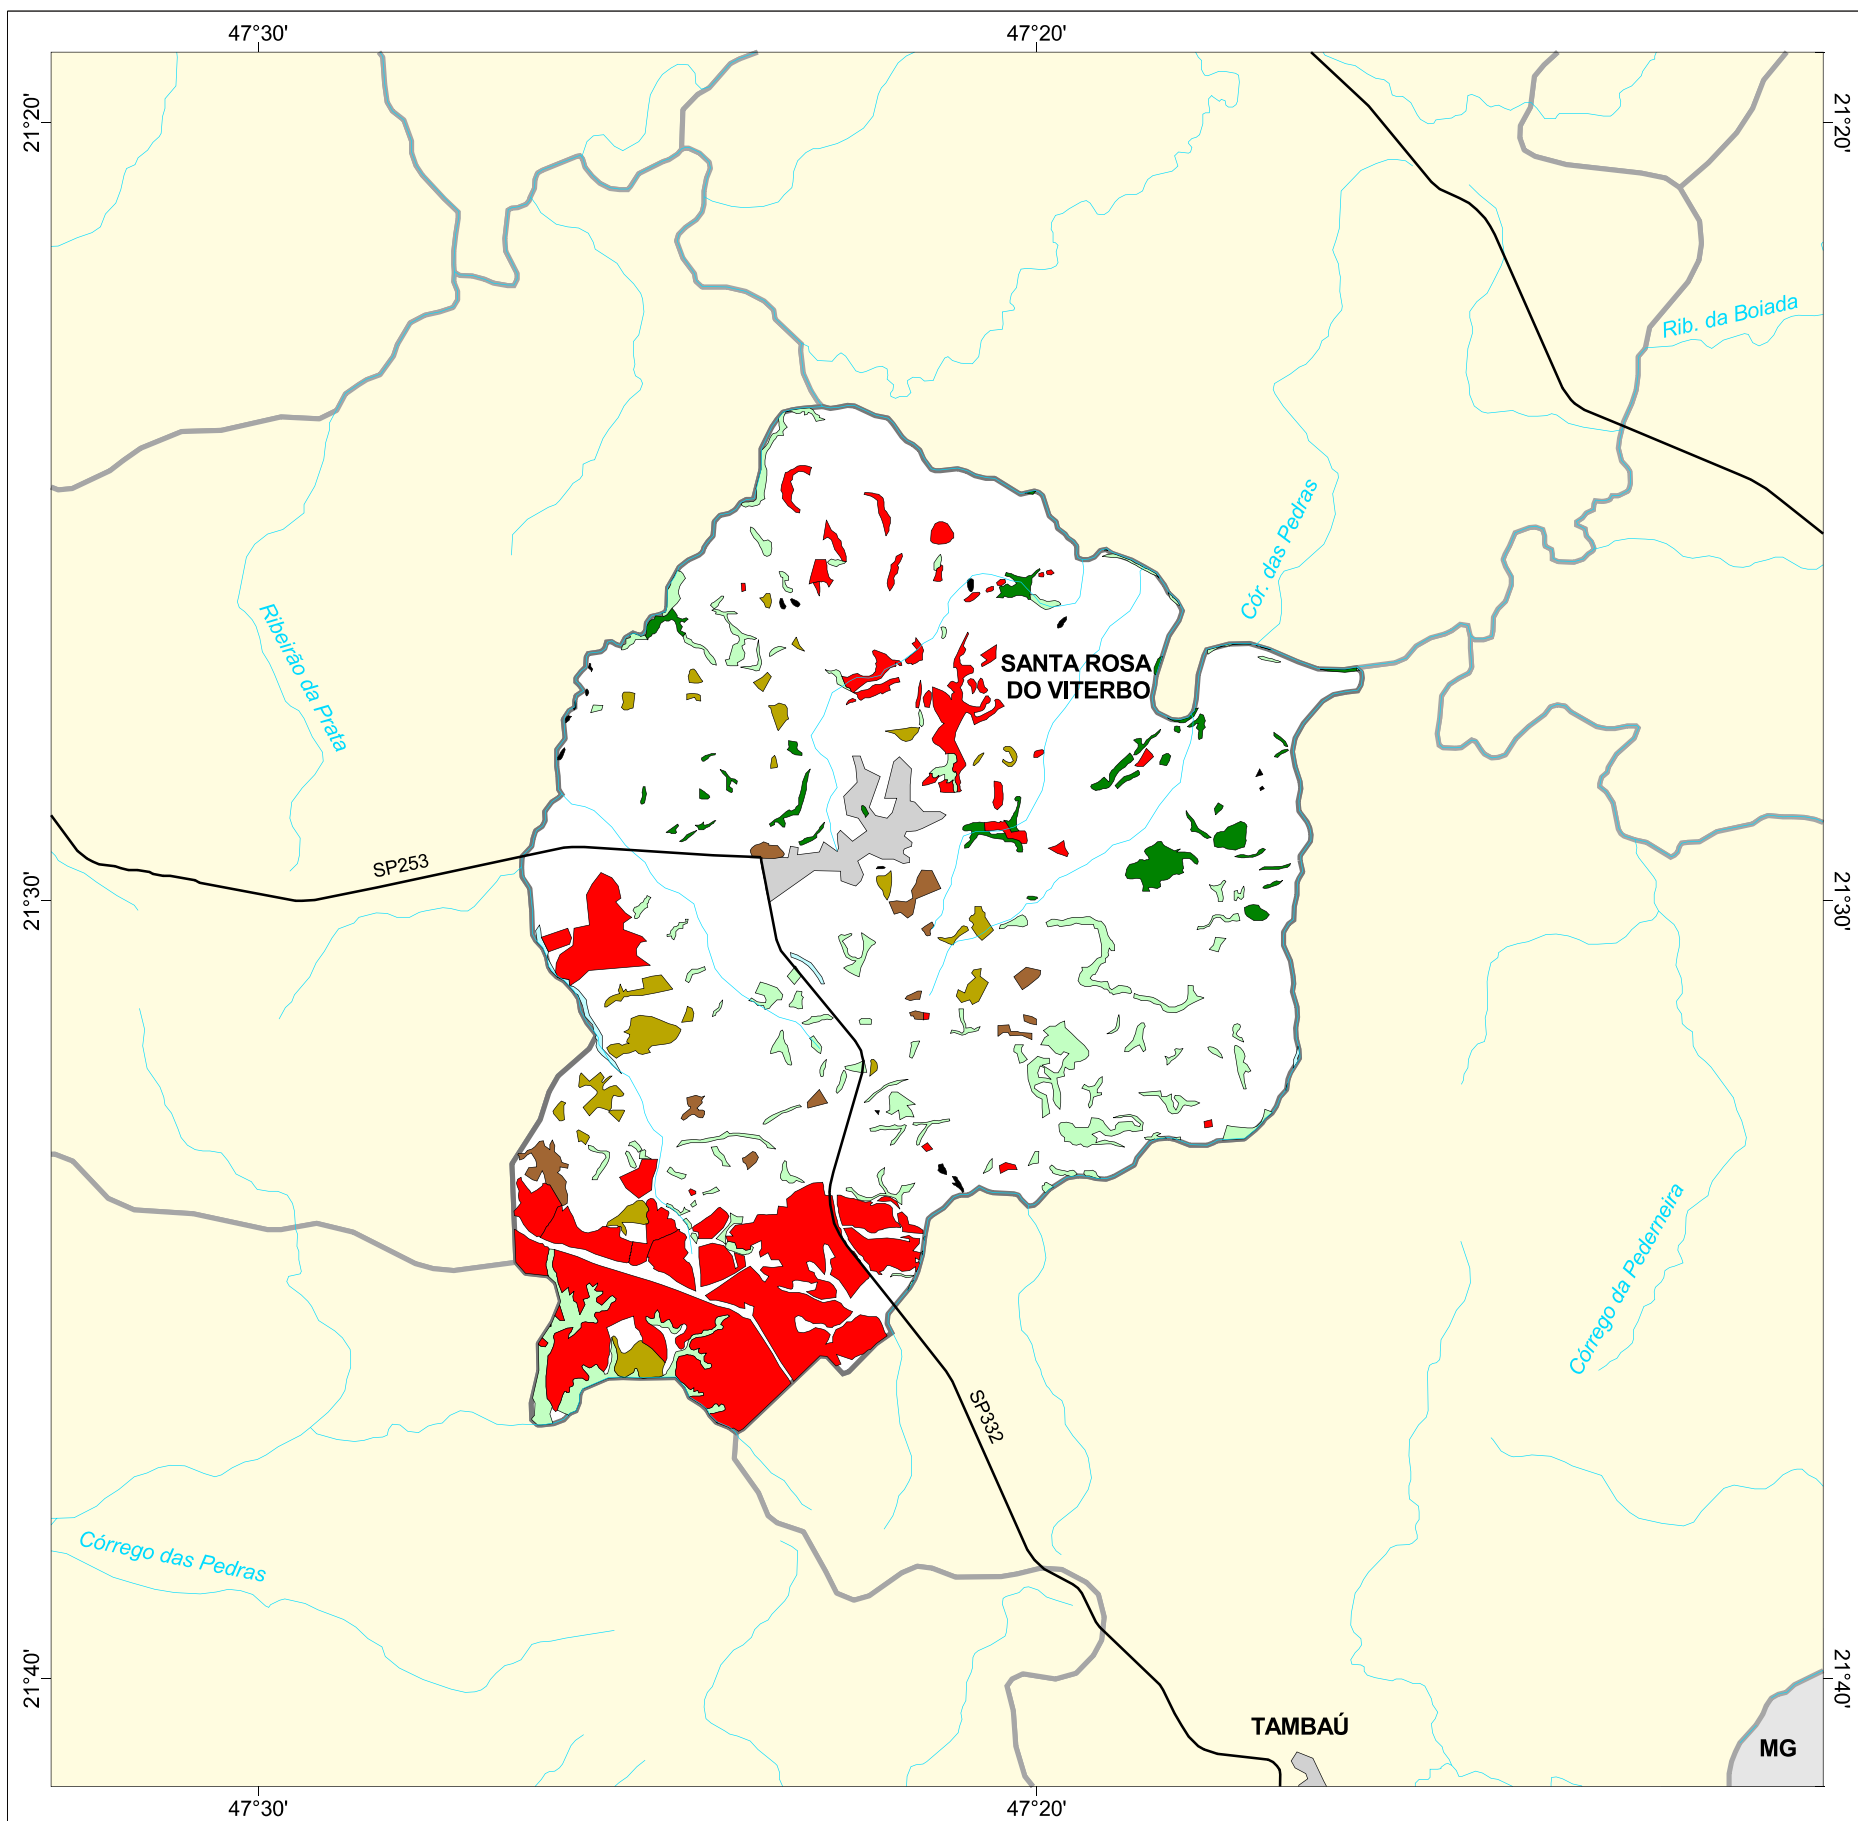 47°30'
47°20'
21°20'
21°20'
Rib. da Boiada
Cór. das Pedras
Ribeirão da Prata
SANTA ROSA
DO VITERBO
SP253
21°30'
21°30'
Córrego da Pederneira
SP332
Córrego das Pedras
21°40'
21°40'
TAMBAÚ
MG
47°30'
47°20'